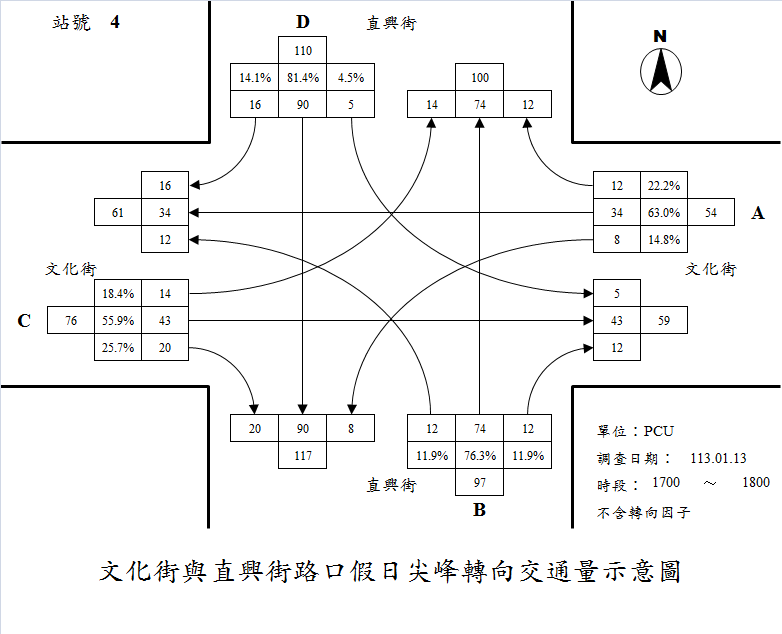 站號 4
D
直興街
N
110
14.1% 81.4% 4.5%
16 90 5
100
14 74 12
16
61 34
12
12 22.2%
34 63.0% 54
8 14.8%
A
文化街
文化街
C
18.4% 14
76 55.9% 43
25.7% 20
5
43 59
12
20 90 8
117
12 74 12
11.9% 76.3% 11.9%
97
直興街
B
單位：PCU
調查日期： 113.01.13
時段： 1700 ～ 1800
不含轉向因子
文化街與直興街路口假日尖峰轉向交通量示意圖